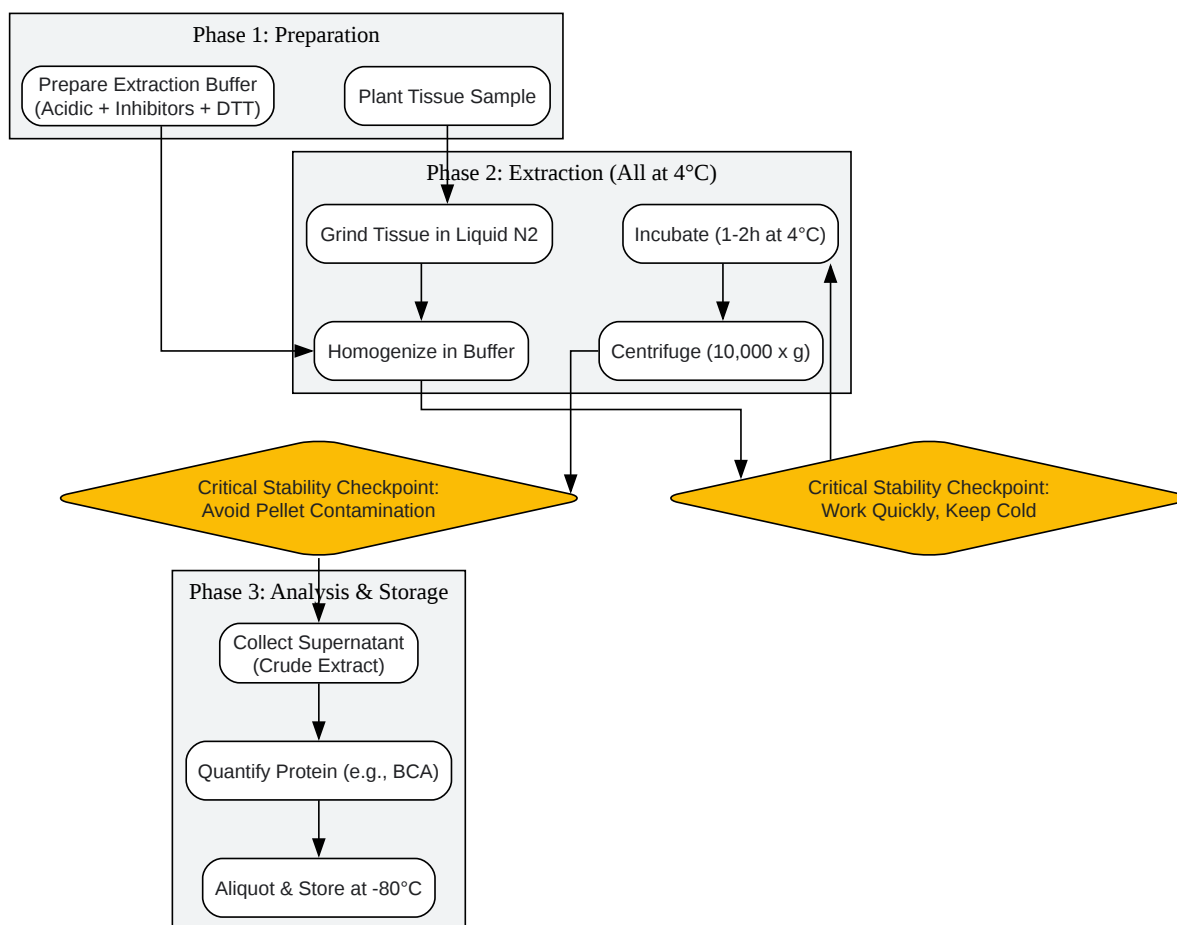 Phase 1: Preparation
Prepare Extraction Buffer
(Acidic + Inhibitors + DTT)
Plant Tissue Sample
Phase 2: Extraction (All at 4°C)
Grind Tissue in Liquid N2
Incubate (1-2h at 4°C)
Homogenize in Buffer
Centrifuge (10,000 x g)
Critical Stability Checkpoint:
Avoid Pellet Contamination
Critical Stability Checkpoint:
Work Quickly, Keep Cold
Phase 3: Analysis & Storage
Collect Supernatant
(Crude Extract)
Quantify Protein (e.g., BCA)
Aliquot & Store at -80°C